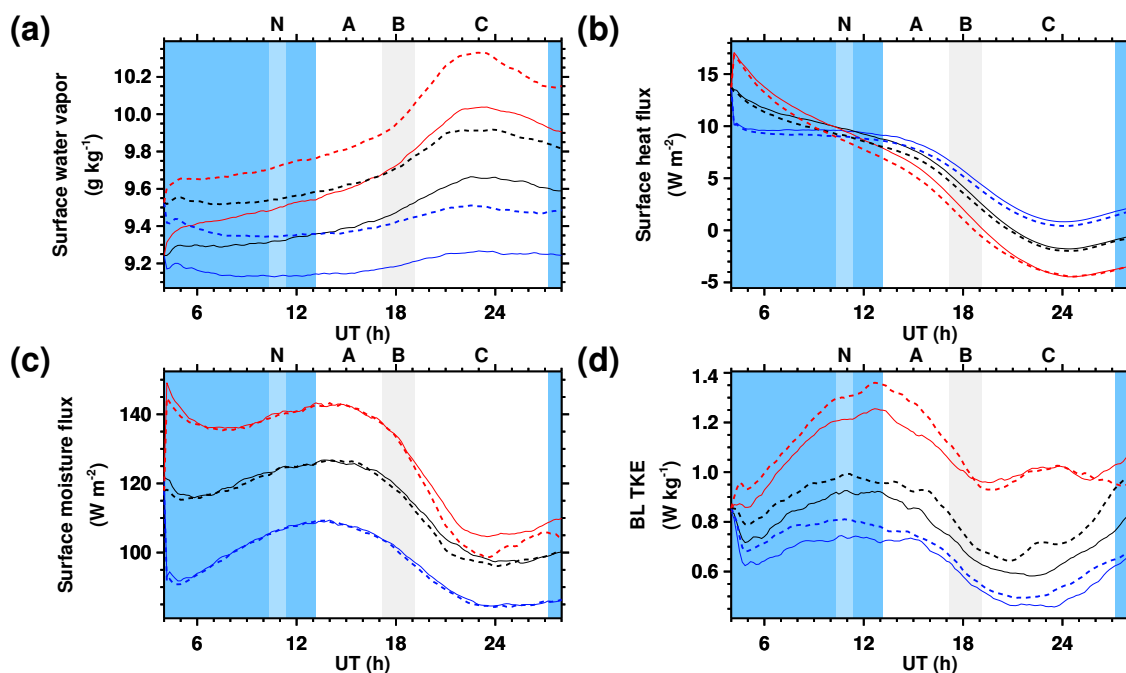 (a)
N A B C
Surface water vapor
(g kg-1)
10.2
10.0
9.8
9.6
9.4
9.2
6 12 18 24
UT (h)
(b)
N A B C
Surface heat flux
(W m-2)
15
10
5
0
-5
6 12 18 24
UT (h)
(c)
N A B C
Surface moisture flux
(W m-2)
140
120
100
6 12 18 24
UT (h)
(d)
N A B C
BL TKE
(W kg-1)
1.4
1.2
1.0
0.8
0.6
6 12 18 24
UT (h)